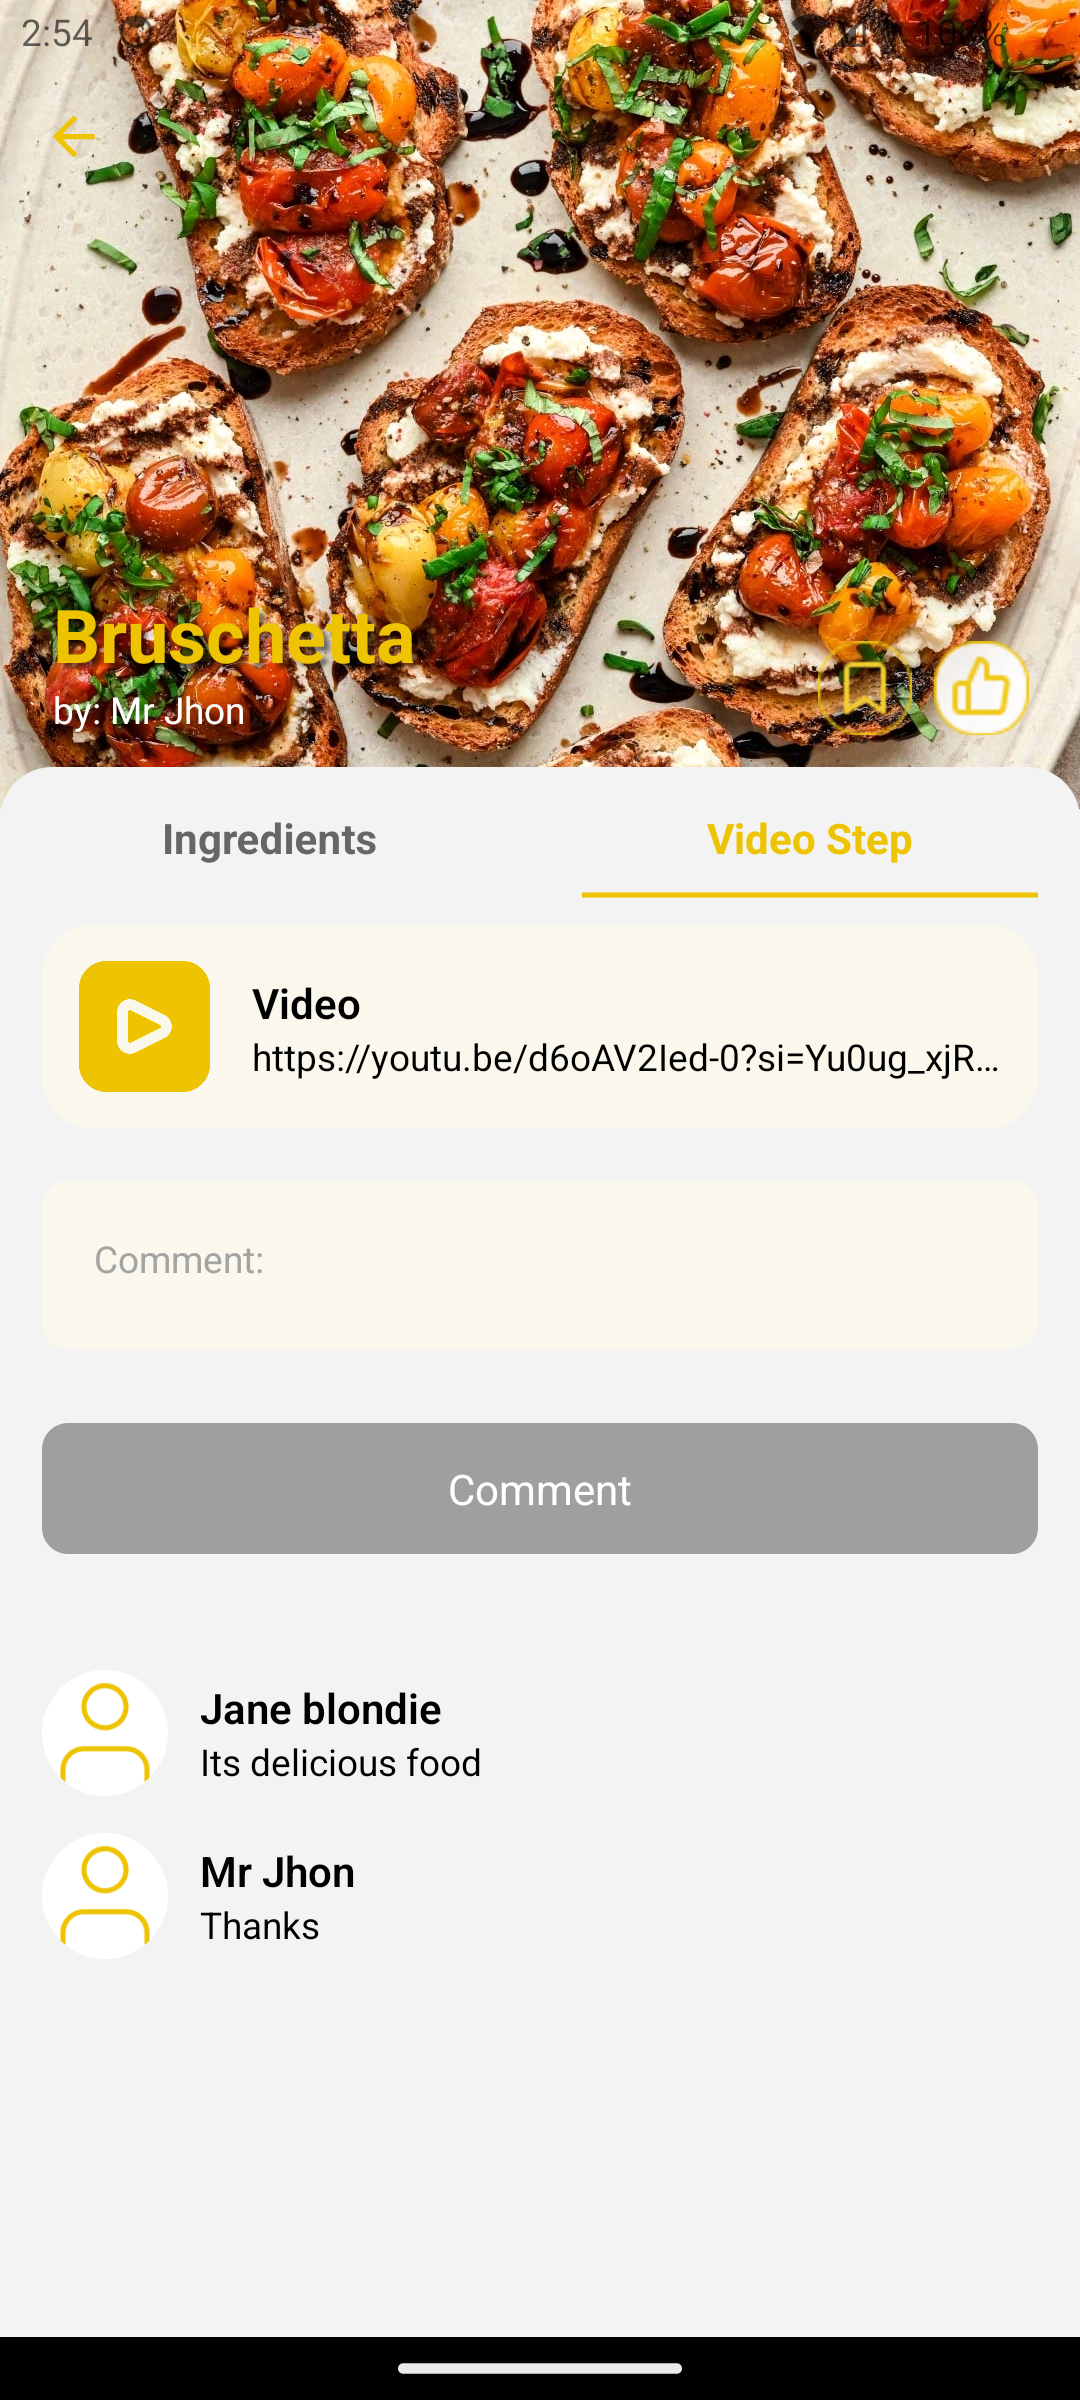 2:54
100%
Bruschetta
by: Mr Jhon
Ingredients
Video Step
Video
https://youtu.be/d6oAV2Ied-0?si=Yu0ug_xjR...
Comment:
Comment
Jane blondie
Its delicious food
Mr Jhon
Thanks